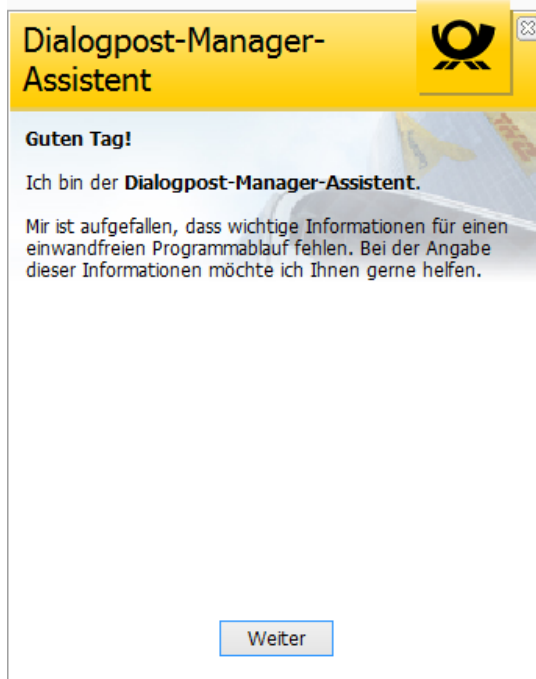 Dialogpost-Manager-
Assistent
Guten Tag!
Ich bin der Dialogpost-Manager-Assistent.
Mir ist aufgefallen, dass wichtige Informationen für einen
einwandfreien Programmablauf fehlen. Bei der Angabe
dieser Informationen möchte ich Ihnen gerne helfen.
Weiter